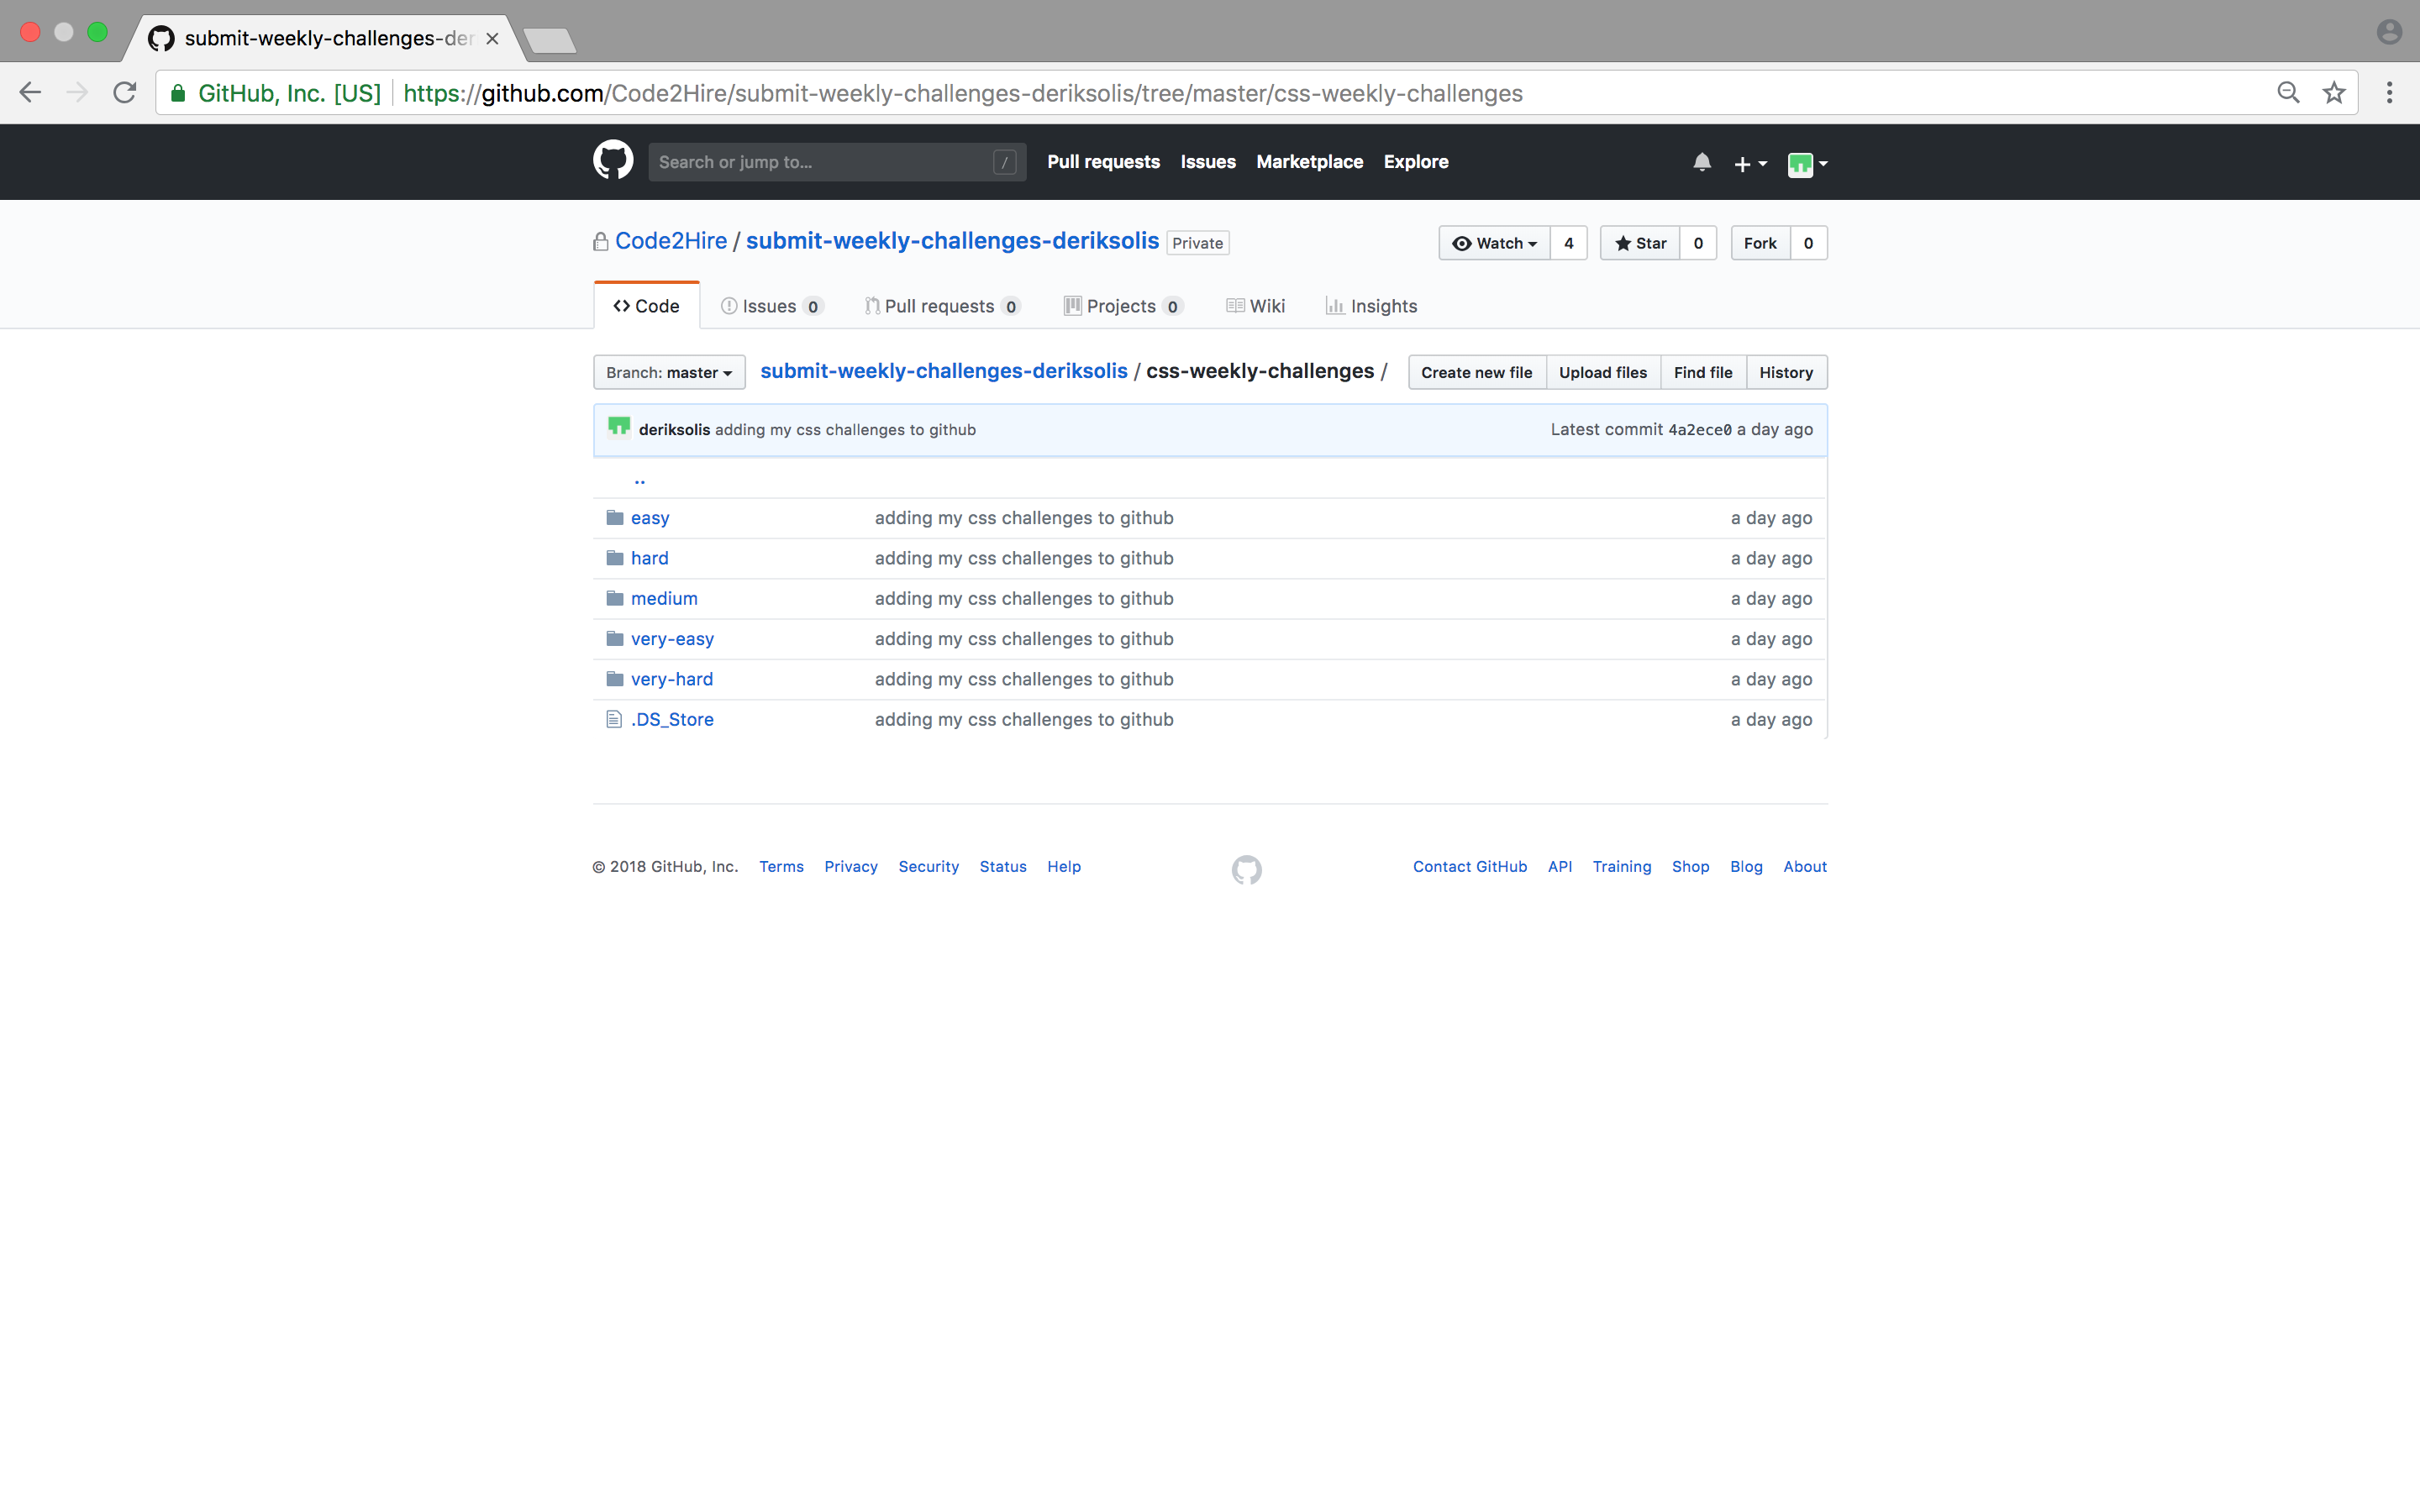 submit-weekly-challenges-der
GitHub, Inc. [US] https://github.com/Code2Hire/submit-weekly-challenges-deriksolis/tree/master/css-weekly-challenges
Search or jump to... / Pull requests Issues Marketplace Explore
Code2Hire / submit-weekly-challenges-deriksolis Private Watch 4 Star 0 Fork 0
Code Issues 0 Pull requests 0 Projects 0 Wiki Insights
Branch: master submit-weekly-challenges-deriksolis / css-weekly-challenges / Create new file Upload files Find file History
deriksolis adding my css challenges to github Latest commit 4a2ece0 a day ago
..
easy adding my css challenges to github a day ago
hard adding my css challenges to github a day ago
medium adding my css challenges to github a day ago
very-easy adding my css challenges to github a day ago
very-hard adding my css challenges to github a day ago
.DS_Store adding my css challenges to github a day ago
© 2018 GitHub, Inc. Terms Privacy Security Status Help Contact GitHub API Training Shop Blog About